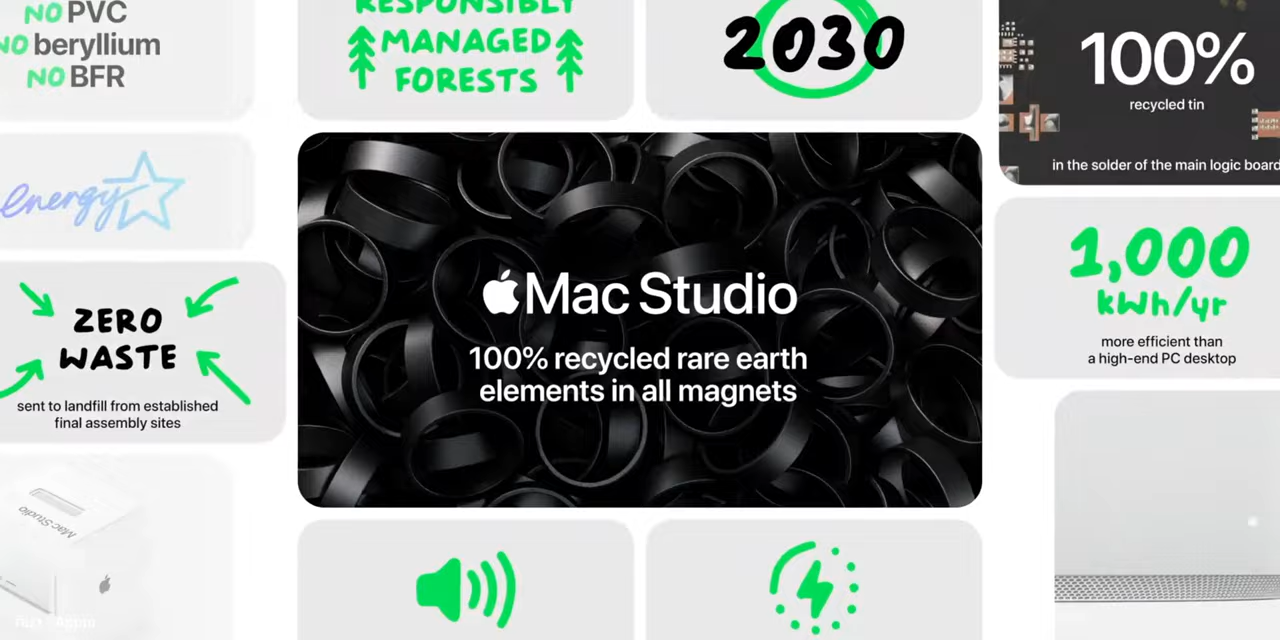 NO PVC
NO beryllium
NO BFR
RESPONSIBLY
MANAGED
FORESTS
2030
100%
recycled tin
in the solder of the main logic board
energy
ZERO
WASTE
sent to landfill from established
final assembly sites
Mac Studio
100% recycled rare earth
elements in all magnets
1,000
kWh/yr
more efficient than
a high-end PC desktop
Mac Studio